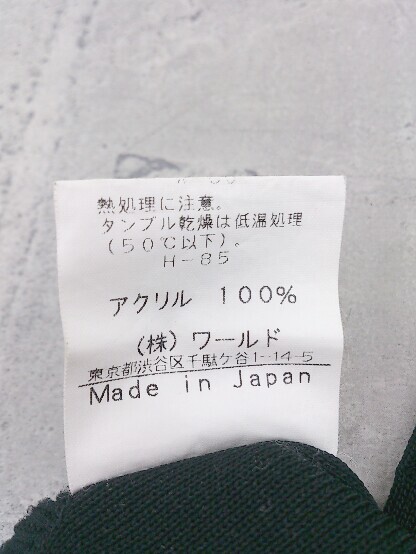 熱処理に注意。
タンブル乾燥は低温処理
(50℃以下)。
H-85
アクリル 100%
(株)ワールド
東京都渋谷区千駄ケ谷1-14-5
Made in Japan